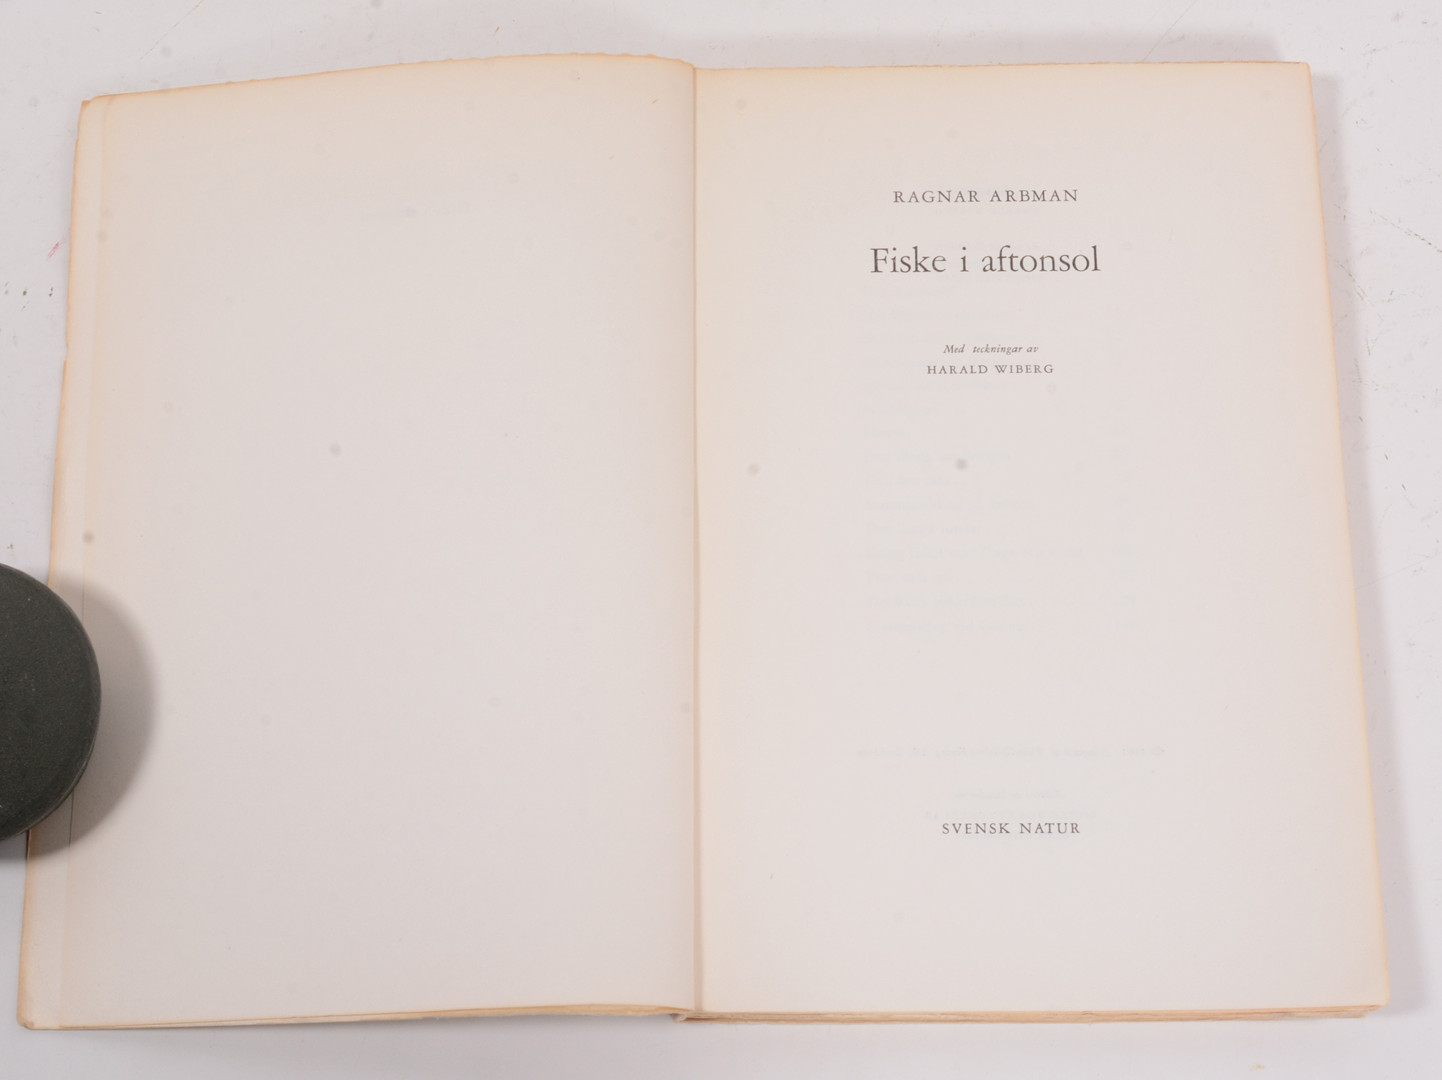 RAGNAR ARBMAN
Fiske i aftonsol
Med teckningar av
HARALD WIBERG
SVENSK NATUR